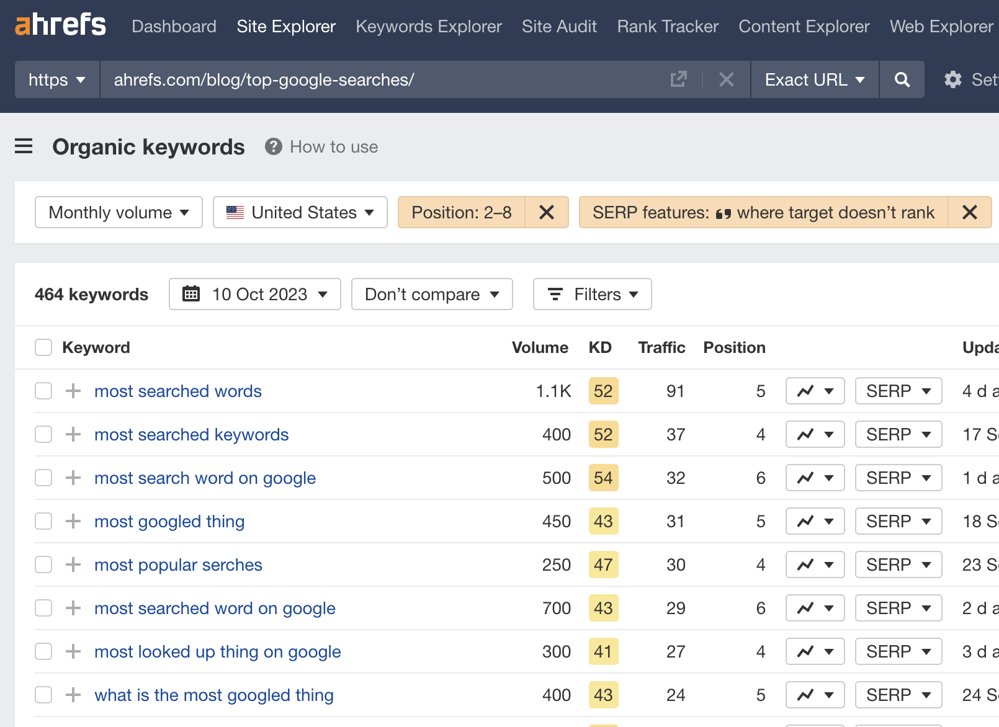 ahrefs Dashboard Site Explorer Keywords Explorer Site Audit Rank Tracker Content Explorer Web Explorer
https ahrefs.com/blog/top-google-searches/ Exact URL
Organic keywords ? How to use
Monthly volume United States Position: 2–8 SERP features: where target doesn’t rank
464 keywords 10 Oct 2023 Don’t compare Filters
Keyword Volume KD Traffic Position
most searched words 1.1K 52 91 5 SERP 4 d
most searched keywords 400 52 37 4 SERP 17
most search word on google 500 54 32 6 SERP 1 d
most googled thing 450 43 31 5 SERP 18
most popular serches 250 47 30 4 SERP 23
most searched word on google 700 43 29 6 SERP 2 d
most looked up thing on google 300 41 27 4 SERP 3 d
what is the most googled thing 400 43 24 5 SERP 24